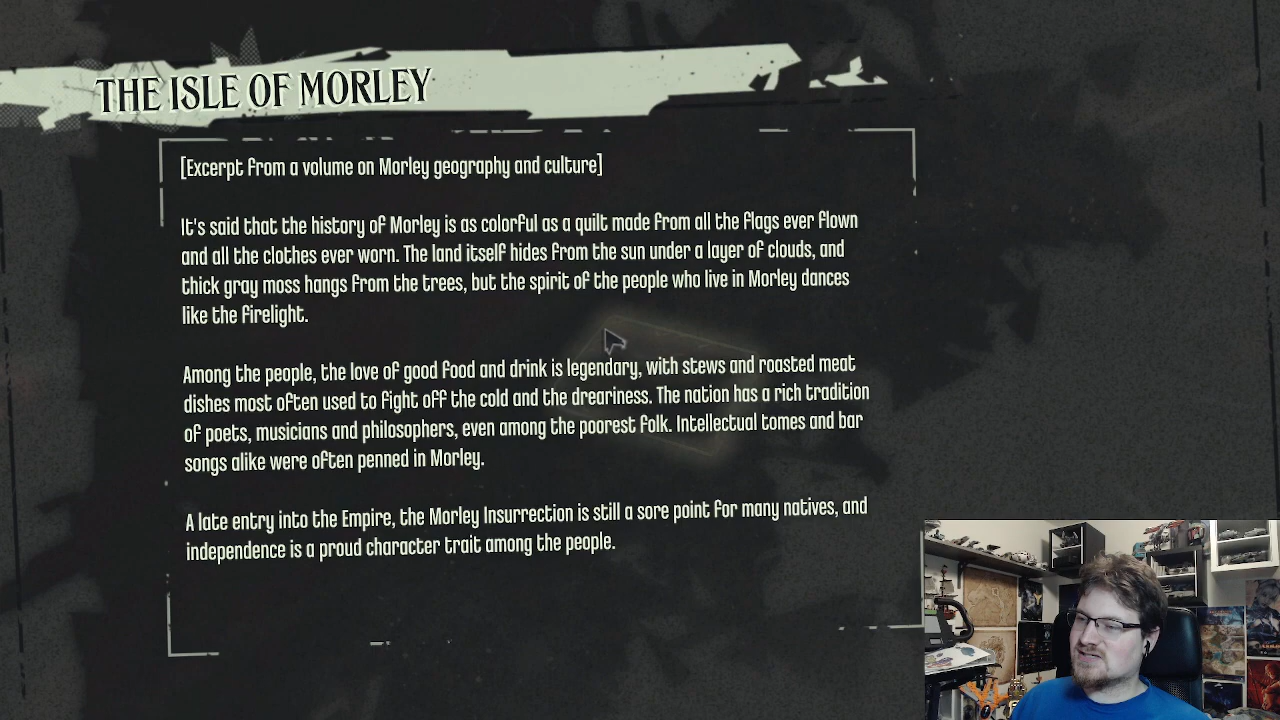 THE ISLE OF MORLEY
[Excerpt from a volume on Morley geography and culture]
It's said that the history of Morley is as colorful as a quilt made from all the flags ever flown
and all the clothes ever worn. The land itself hides from the sun under a layer of clouds, and
thick gray moss hangs from the trees, but the spirit of the people who live in Morley dances
like the firelight.
Among the people, the love of good food and drink is legendary, with stews and roasted meat
dishes most often used to fight off the cold and the dreariness. The nation has a rich tradition
of poets, musicians and philosophers, even among the poorest folk. Intellectual tomes and bar
songs alike were often penned in Morley.
A late entry into the Empire, the Morley Insurrection is still a sore point for many natives, and
independence is a proud character trait among the people.